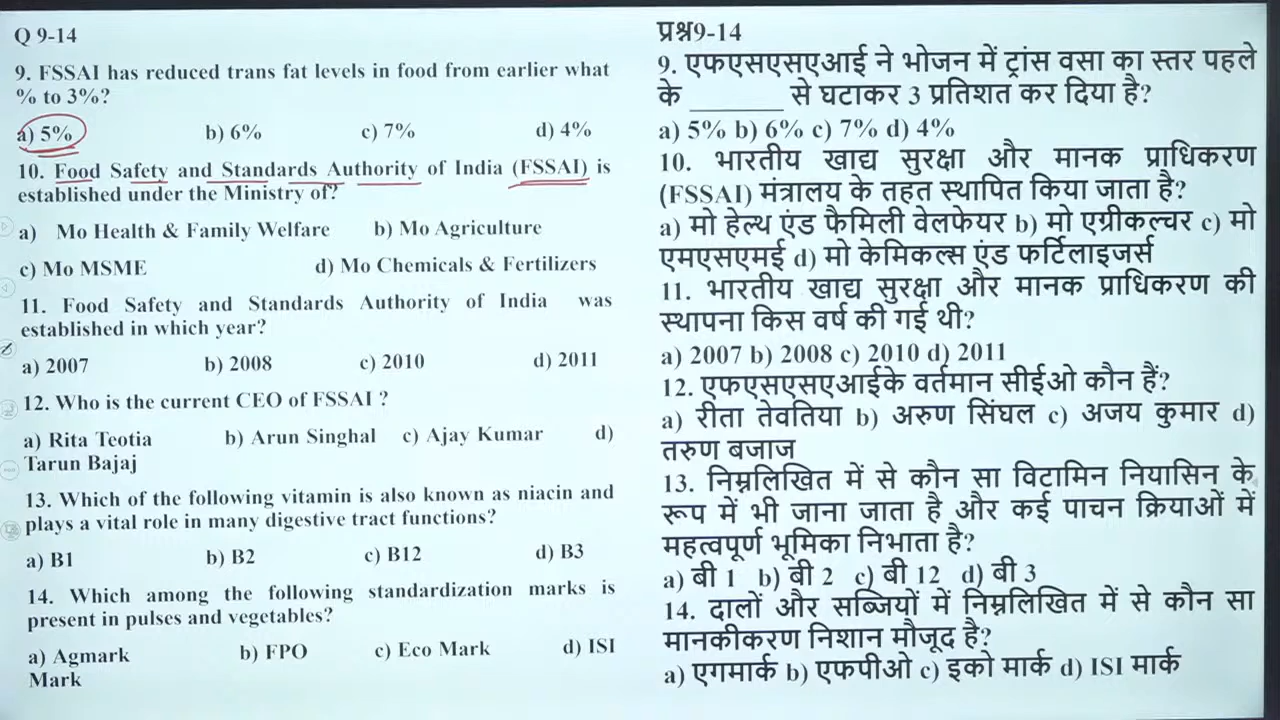 Q 9-14
9. FSSAI has reduced trans fat levels in food from earlier what
% to 3%?
a) 5% b) 6% c) 7% d) 4%
10. Food Safety and Standards Authority of India (FSSAI) is
established under the Ministry of?
a) Mo Health & Family Welfare b) Mo Agriculture
c) Mo MSME d) Mo Chemicals & Fertilizers
11. Food Safety and Standards Authority of India was
established in which year?
a) 2007 b) 2008 c) 2010 d) 2011
12. Who is the current CEO of FSSAI ?
a) Rita Teotia b) Arun Singhal c) Ajay Kumar d)
Tarun Bajaj
13. Which of the following vitamin is also known as niacin and
plays a vital role in many digestive tract functions?
a) B1 b) B2 c) B12 d) B3
14. Which among the following standardization marks is
present in pulses and vegetables?
a) Agmark b) FPO c) Eco Mark d) ISI
Mark
प्रश्न9-14
9. एफएसएसएआई ने भोजन में ट्रांस वसा का स्तर पहले
के ________ से घटाकर 3 प्रतिशत कर दिया है?
a) 5% b) 6% c) 7% d) 4%
10. भारतीय खाद्य सुरक्षा और मानक प्राधिकरण
(FSSAI) मंत्रालय के तहत स्थापित किया जाता है?
a) मो हेल्थ एंड फैमिली वेलफेयर b) मो एग्रीकल्चर c) मो
एमएसएमई d) मो केमिकल्स एंड फर्टिलाइजर्स
11. भारतीय खाद्य सुरक्षा और मानक प्राधिकरण की
स्थापना किस वर्ष की गई थी?
a) 2007 b) 2008 c) 2010 d) 2011
12. एफएसएसएआईके वर्तमान सीईओ कौन हैं?
a) रीता तेवतिया b) अरुण सिंघल c) अजय कुमार d)
तरुण बजाज
13. निम्नलिखित में से कौन सा विटामिन नियासिन के
रूप में भी जाना जाता है और कई पाचन क्रियाओं में
महत्वपूर्ण भूमिका निभाता है?
a) बी 1 b) बी 2 c) बी 12 d) बी 3
14. दालों और सब्जियों में निम्नलिखित में से कौन सा
मानकीकरण निशान मौजूद है?
a) एगमार्क b) एफपीओ c) इको मार्क d) ISI मार्क